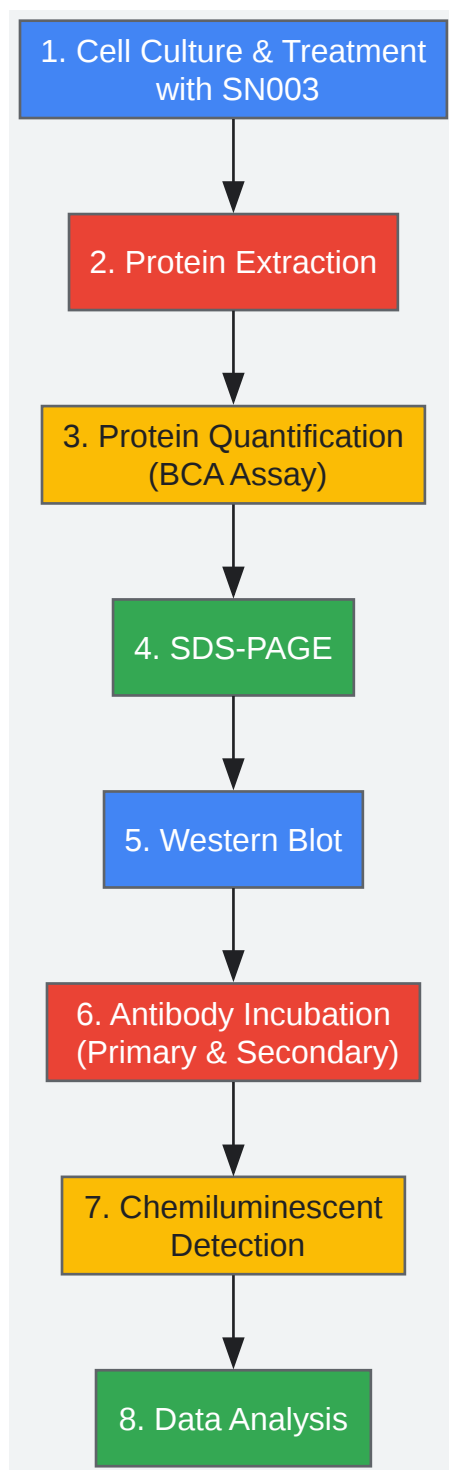 1. Cell Culture & Treatment
with SN003
2. Protein Extraction
3. Protein Quantification
(BCA Assay)
4. SDS-PAGE
5. Western Blot
6. Antibody Incubation
(Primary & Secondary)
7. Chemiluminescent
Detection
8. Data Analysis